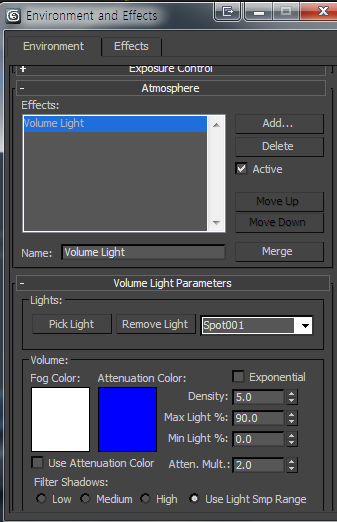 Environment and Effects
Environment Effects
+ Exposure Control
- Atmosphere
Effects:
Volume Light
Add...
Delete
Active
Move Up
Move Down
Name: Volume Light Merge
- Volume Light Parameters
Lights:
Pick Light Remove Light Spot001
Volume:
Fog Color: Attenuation Color: Exponential
Density: 5.0
Max Light %: 90.0
Min Light %: 0.0
Use Attenuation Color Atten. Mult.: 2.0
Filter Shadows:
Low Medium High Use Light Smp Range